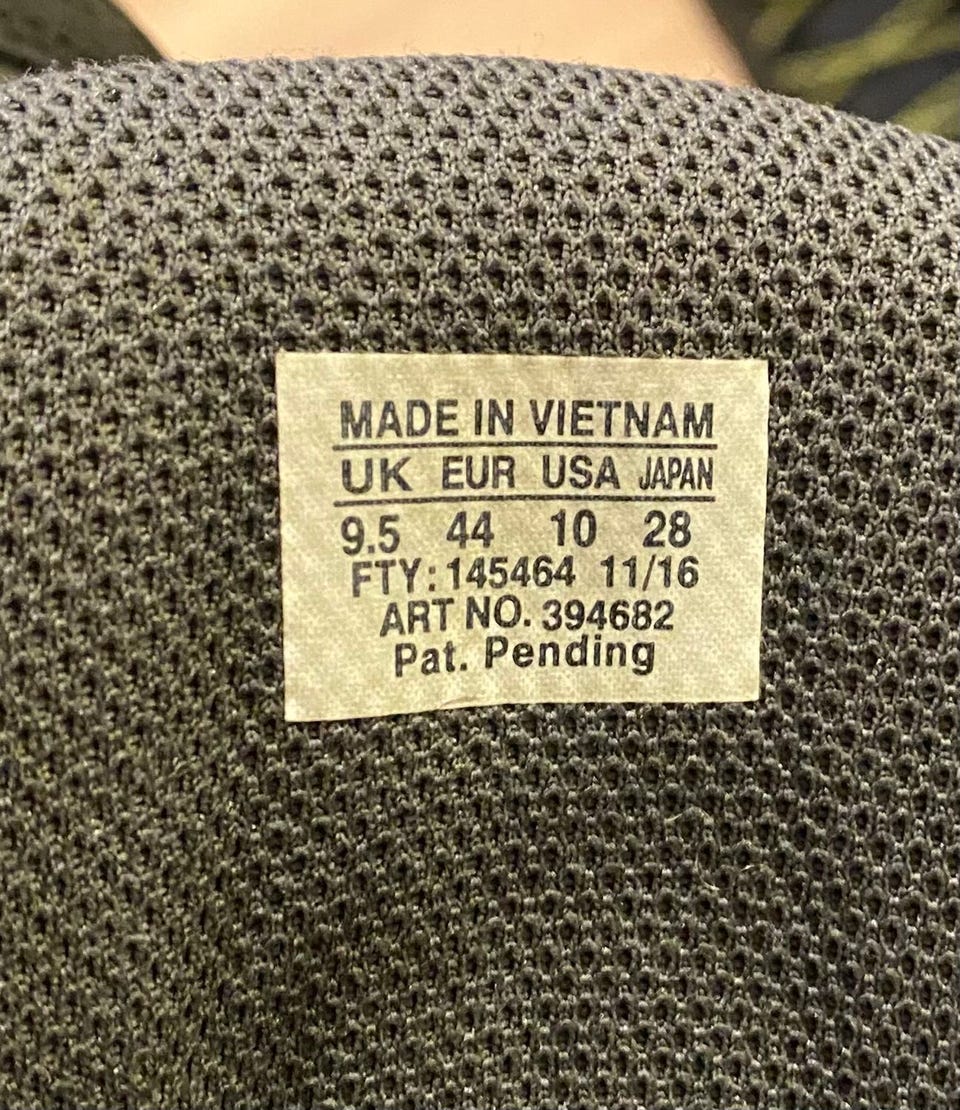 MADE IN VIETNAM
UK EUR USA JAPAN
9.5 44 10 28
FTY: 145464 11/16
ART NO. 394682
Pat. Pending